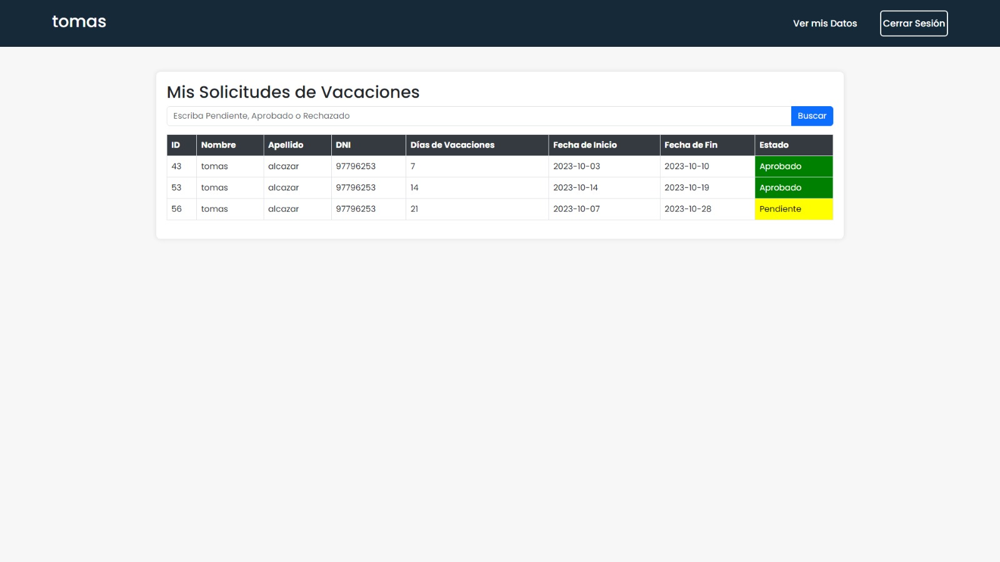 tomas
Ver mis Datos
Cerrar Sesión
Mis Solicitudes de Vacaciones
Escriba Pendiente, Aprobado o Rechazado
Buscar
ID Nombre Apellido DNI Días de Vacaciones Fecha de Inicio Fecha de Fin Estado
43 tomas alcazar 97796253 7 2023-10-03 2023-10-10 Aprobado
53 tomas alcazar 97796253 14 2023-10-14 2023-10-19 Aprobado
56 tomas alcazar 97796253 21 2023-10-07 2023-10-28 Pendiente